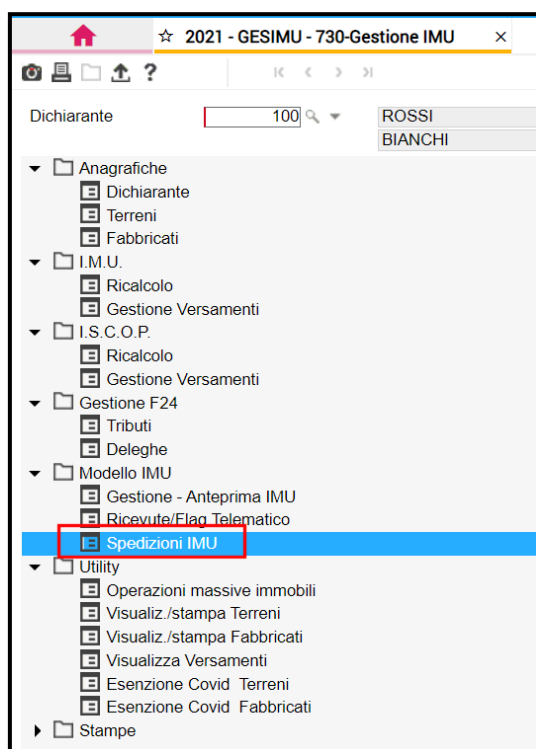 ☆ 2021 - GESIMU - 730-Gestione IMU ×
?
Dichiarante 100 ROSSI
BIANCHI
Anagrafiche
Dichiarante
Terreni
Fabbricati
I.M.U.
Ricalcolo
Gestione Versamenti
I.S.C.O.P.
Ricalcolo
Gestione Versamenti
Gestione F24
Tributi
Deleghe
Modello IMU
Gestione - Anteprima IMU
Ricevute/Flag Telematico
Spedizioni IMU
Utility
Operazioni massive immobili
Visualiz./stampa Terreni
Visualiz./stampa Fabbricati
Visualizza Versamenti
Esenzione Covid Terreni
Esenzione Covid Fabbricati
Stampe